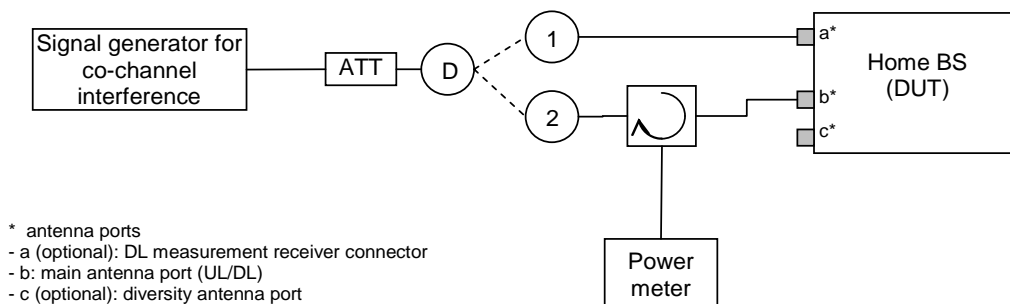 Signal generator for
co-channel
interference
ATT
D
1
2
a*
b*
c*
Home BS
(DUT)
Power
meter
* antenna ports
- a (optional): DL measurement receiver connector
- b: main antenna port (UL/DL)
- c (optional): diversity antenna port